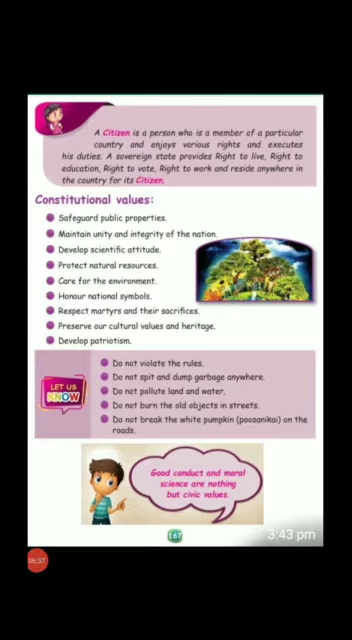 A Citizen is a person who is a member of a particular
country and enjoys various rights and executes
his duties. A sovereign state provides Right to live, Right to
education, Right to vote, Right to work and reside anywhere in
the country for its Citizen.
Constitutional values:
Safeguard public properties.
Maintain unity and integrity of the nation.
Develop scientific attitude.
Protect natural resources.
Care for the environment.
Honour national symbols.
Respect martyrs and their sacrifices.
Preserve our cultural values and heritage.
Develop patriotism.
LET US
KNOW
Do not violate the rules.
Do not spit and dump garbage anywhere.
Do not pollute land and water.
Do not burn the old objects in streets.
Do not break the white pumpkin (poosanikai) on the
roads.
Good conduct and moral
science are nothing
but civic values.
167
3:43 pm
06:57